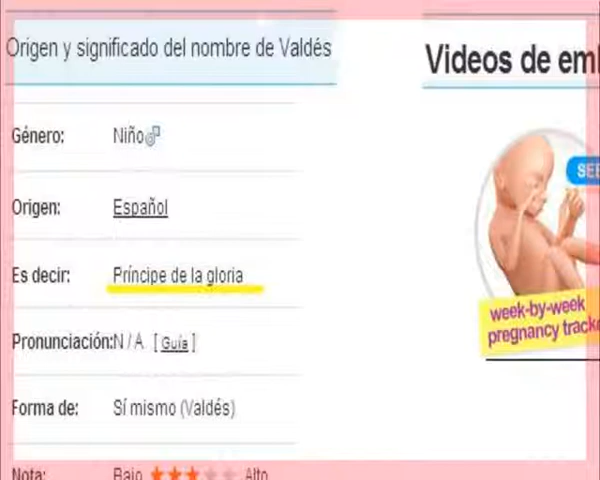 Origen y significado del nombre de Valdés
Género: Niño
Origen: Español
Es decir: Príncipe de la gloria
Pronunciación: N / A [ Guía ]
Forma de: Sí mismo (Valdés)
Nota: Bajo Alto
Videos de em
SEE
week-by-week
pregnancy track